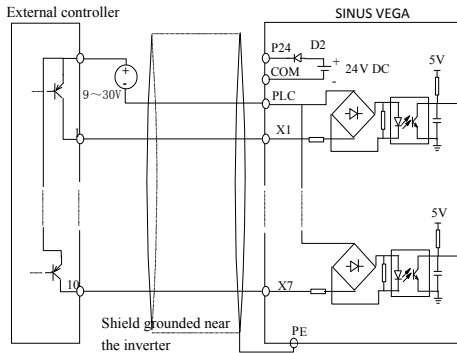 External controller
SINUS VEGA
P24
D2
5V
+
COM
24V DC
-
+
-
9～30V
PLC
1
X1
5V
10
X7
Shield grounded near
the inverter
PE